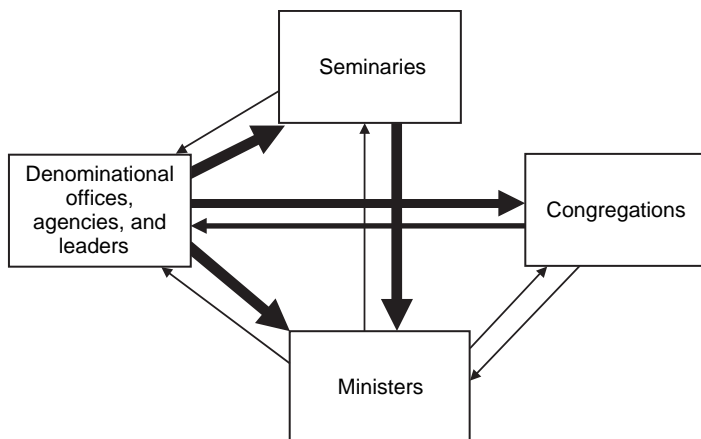 Seminaries
Denominational
offices,
agencies, and
leaders
Congregations
Ministers